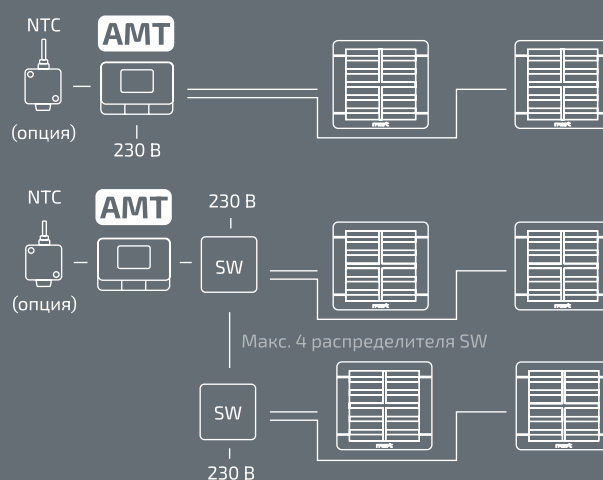 NTC
AMT
(опция)
230 В
NTC
AMT
230 В
SW
(опция)
Макс. 4 распределителя SW
SW
230 В